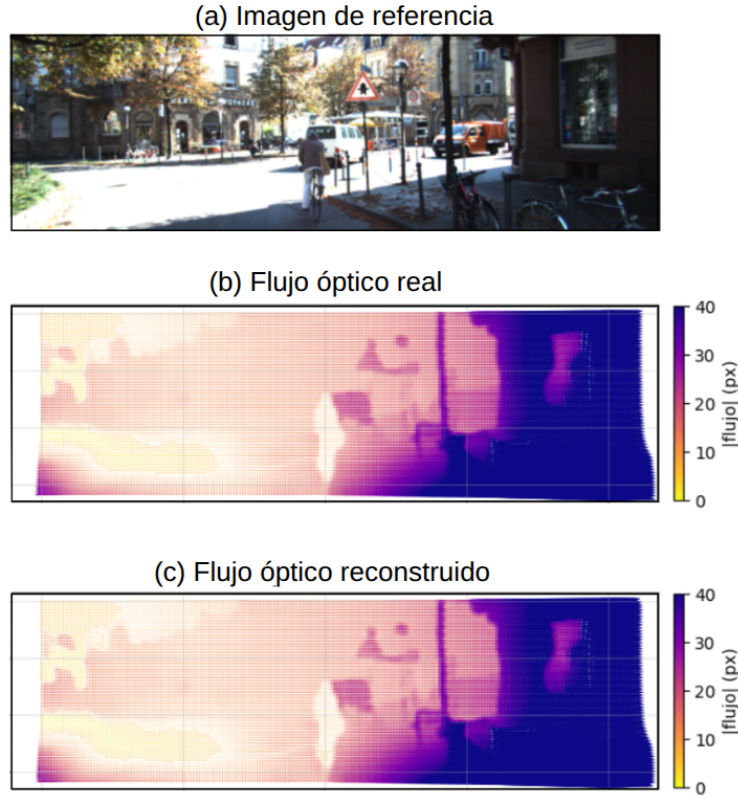 (a) Imagen de referencia
(b) Flujo óptico real
40
30
20
10
0
|flujo| (px)
(c) Flujo óptico reconstruido
40
30
20
10
0
|flujo| (px)